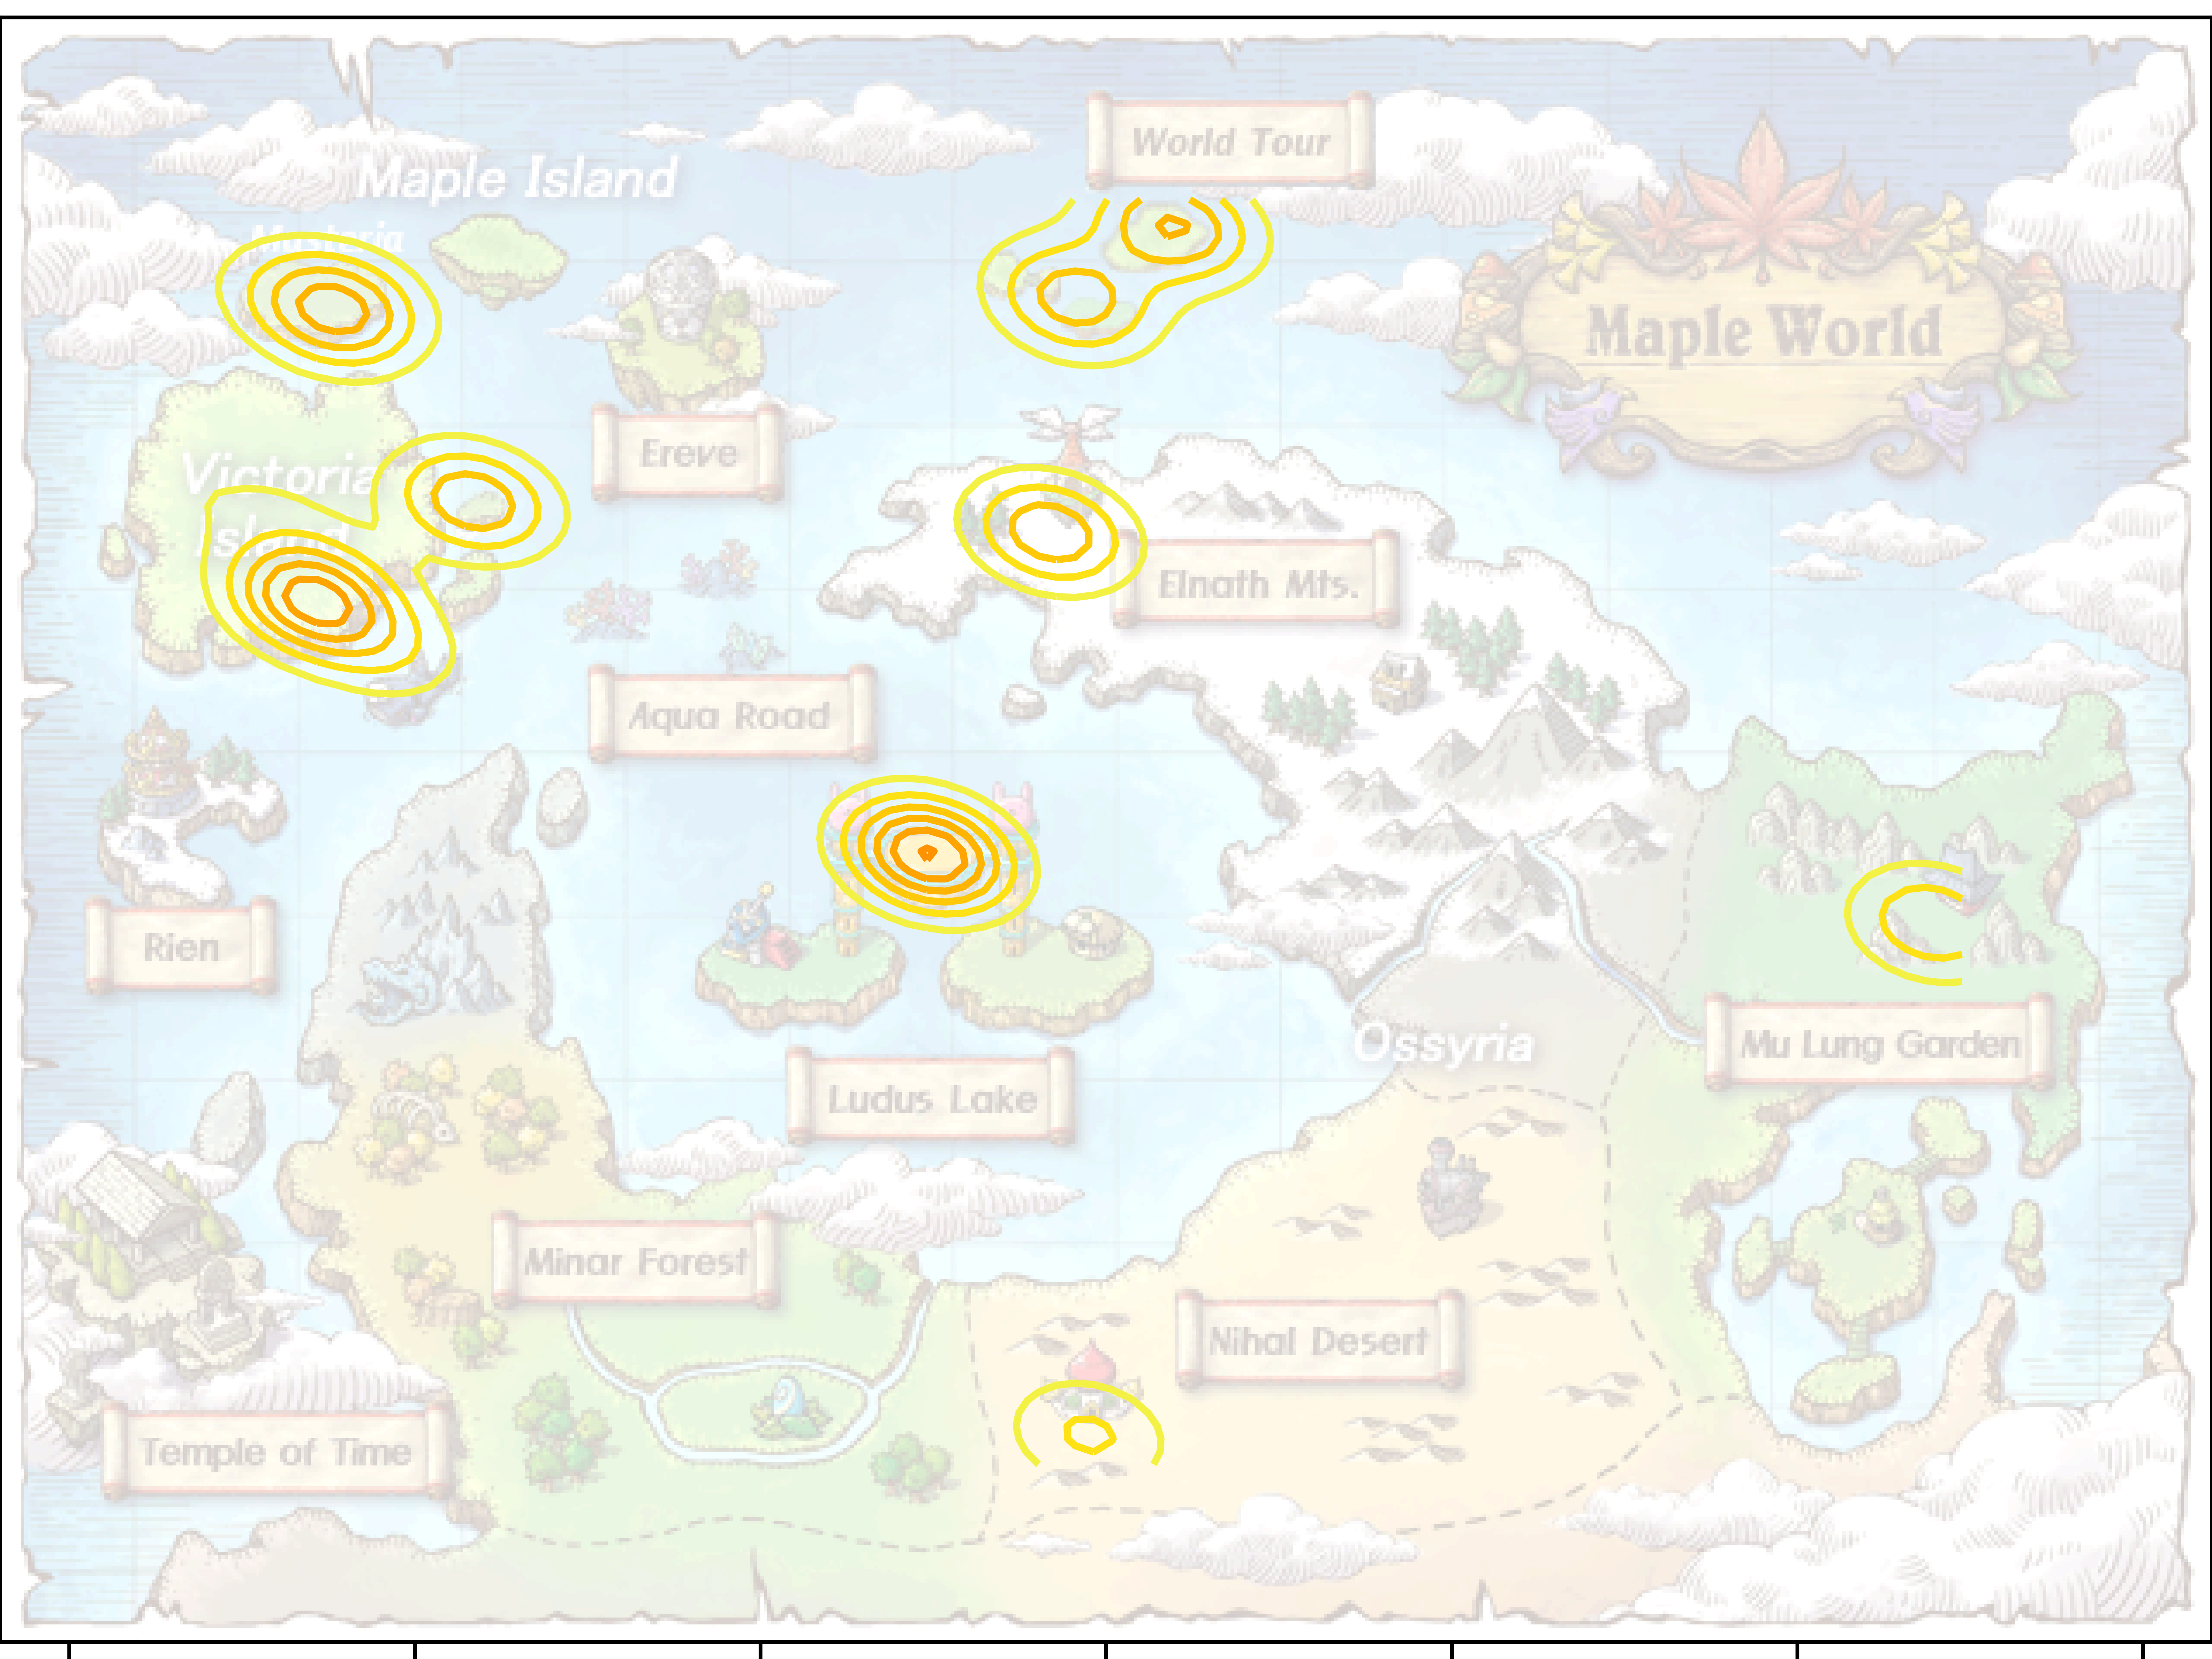 World Tour
Maple Island
Masteria
Maple World
Ereve
Victoria
Island
Elnath Mts.
Aqua Road
Rien
Ossyria
Mu Lung Garden
Ludus Lake
Minar Forest
Nihal Desert
Temple of Time